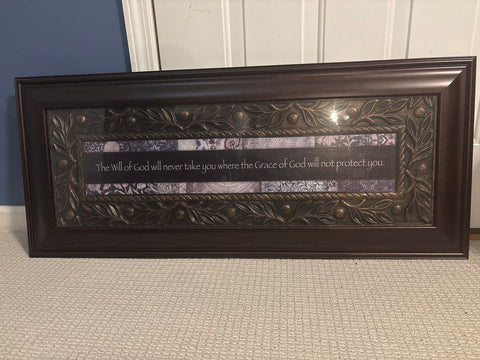 The Will of God will never take you where the Grace of God will not protect you.